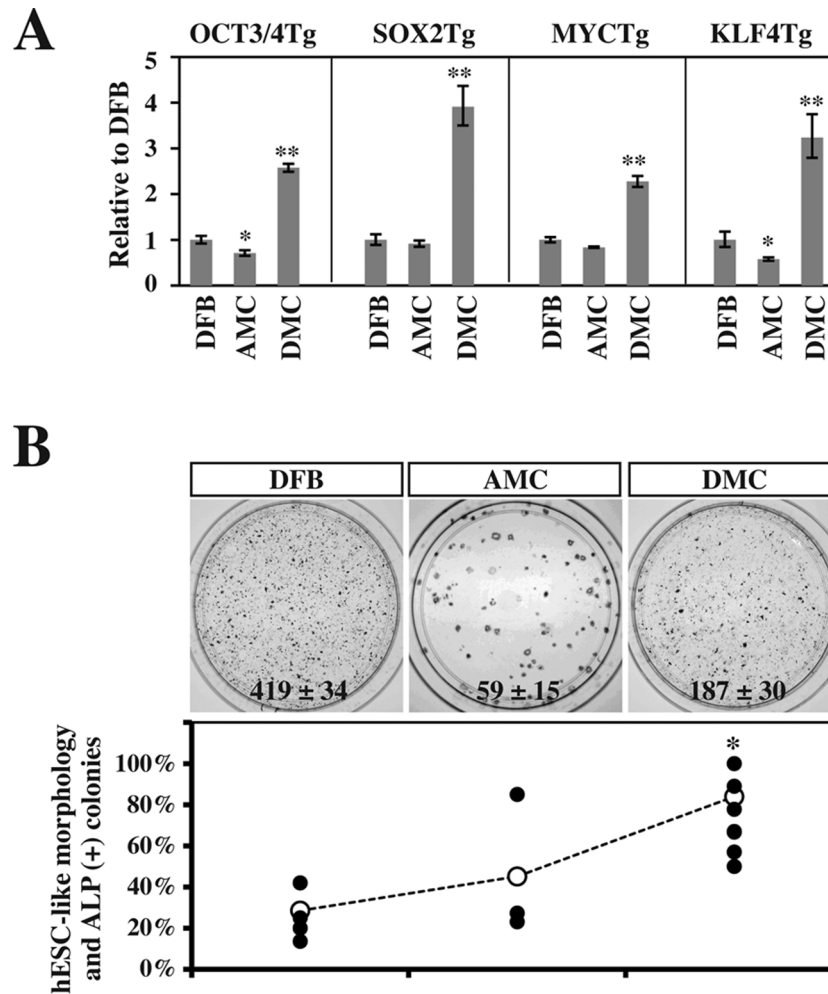 A
OCT3/4Tg SOX2Tg MYCTg KLF4Tg
Relative to DFB
5
4
3
2
1
0
* ** ** ** * **
DFB AMC DMC DFB AMC DMC DFB AMC DMC DFB AMC DMC
B
DFB AMC DMC
419 ± 34 59 ± 15 187 ± 30
hESC-like morphology
and ALP (+) colonies
*
100%
80%
60%
40%
20%
0%